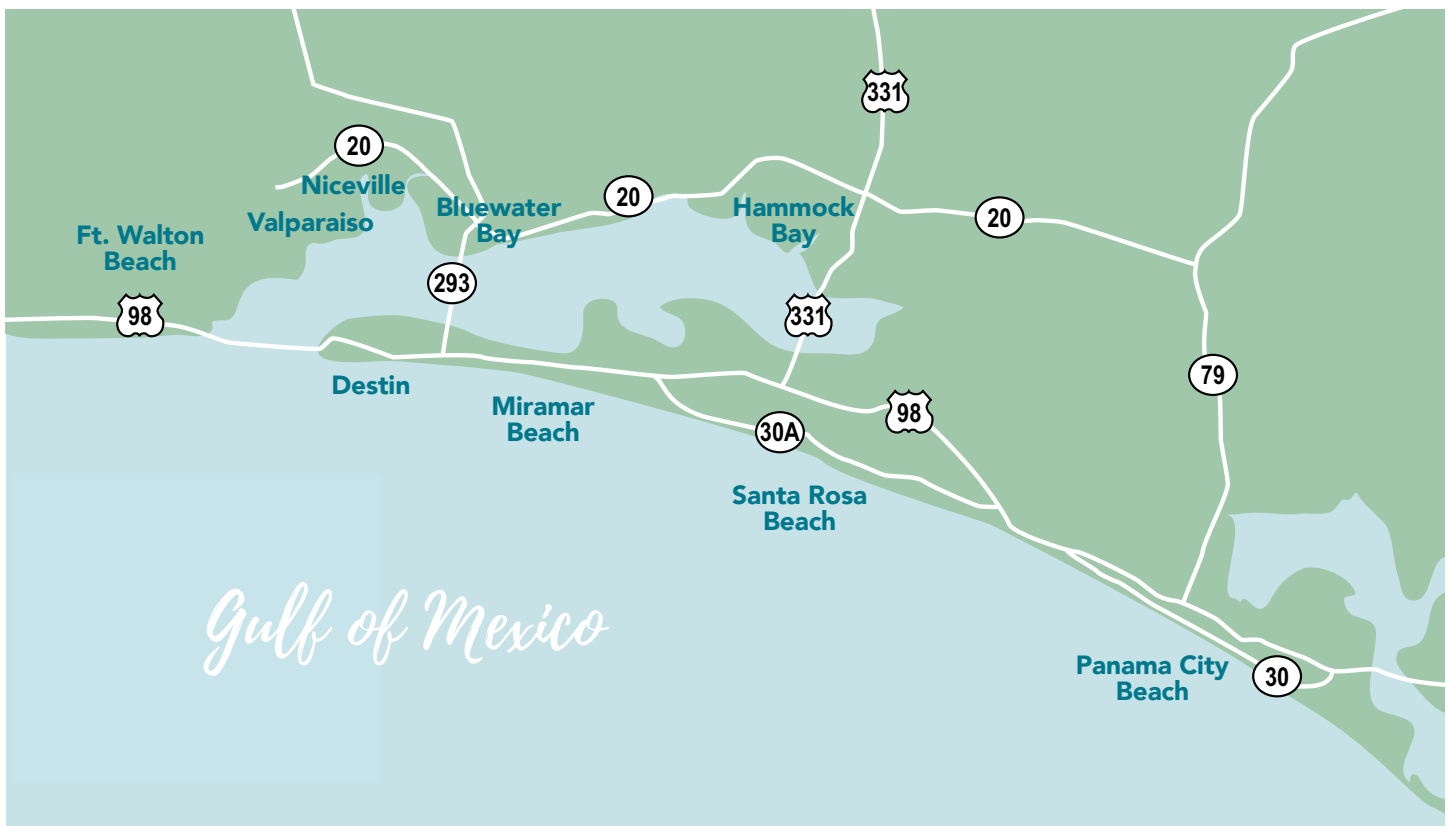 331
20
Niceville
Valparaiso
Bluewater
Bay
20
Hammock
Bay
20
Ft. Walton
Beach
293
98
331
79
Destin
Miramar
Beach
98
30A
Santa Rosa
Beach
Gulf of Mexico
Panama City
Beach
30